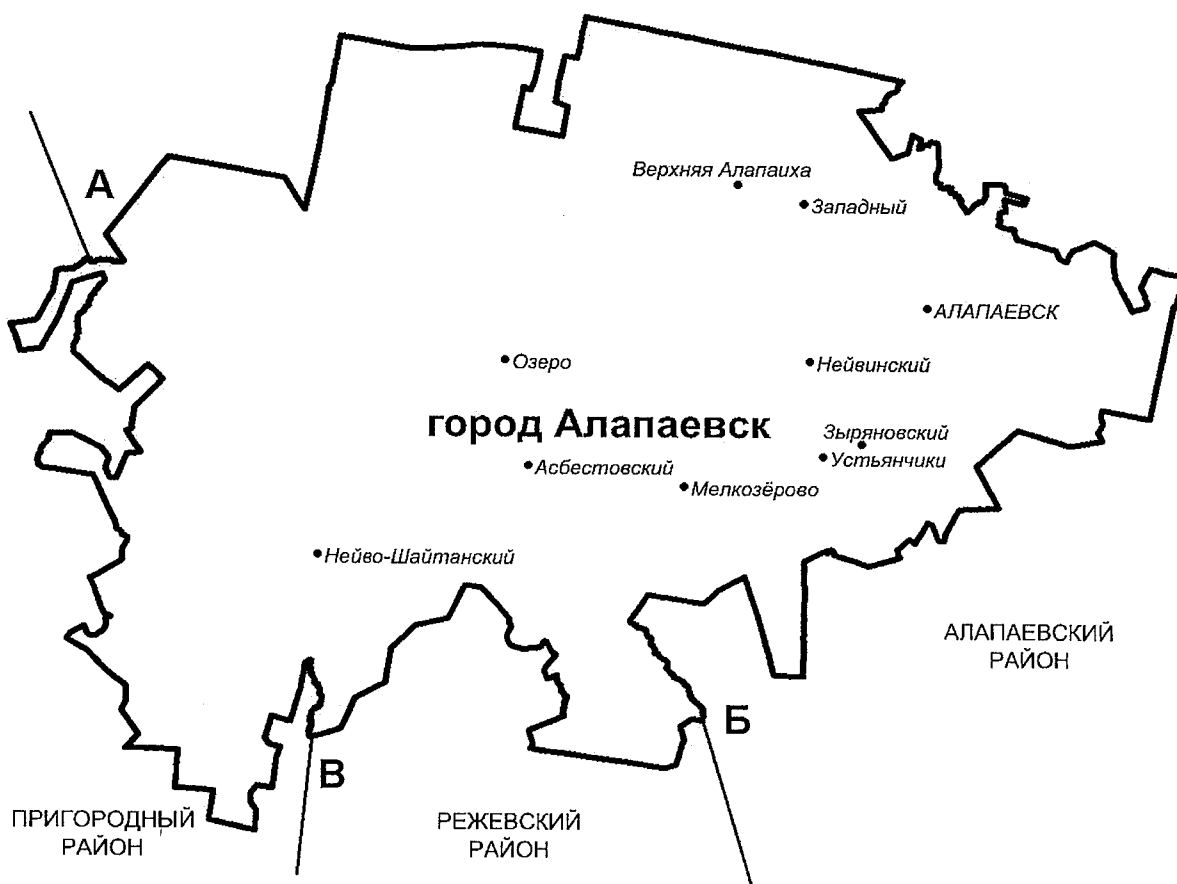 А
Верхняя Алапаиха
Западный
АЛАПАЕВСК
Озеро
Нейвинский
город Алапаевск
Зыряновский
Устьянчики
Асбестовский
Мелкозёрово
Нейво-Шайтанский
АЛАПАЕВСКИЙ
РАЙОН
Б
В
ПРИГОРОДНЫЙ
РАЙОН
РЕЖЕВСКИЙ
РАЙОН